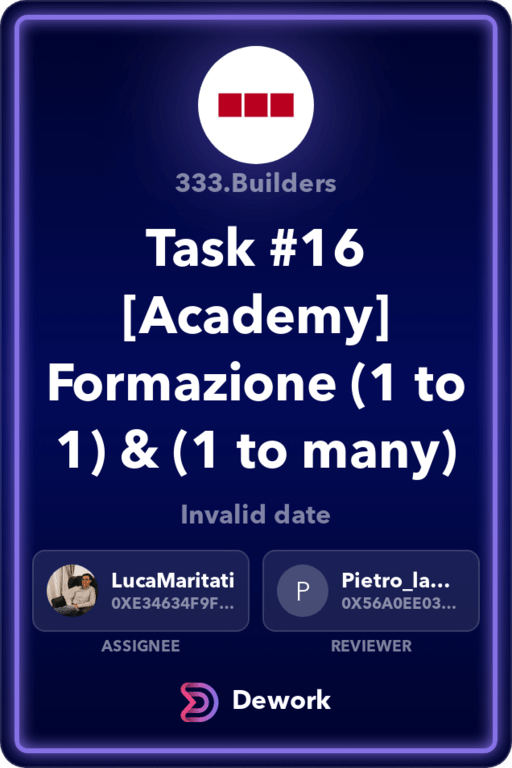 333.Builders
Task #16
[Academy]
Formazione (1 to
1) & (1 to many)
Invalid date
LucaMaritati
0XE34634F9F...
Pietro_la...
0X56A0EE03...
ASSIGNEE
REVIEWER
P
Dework